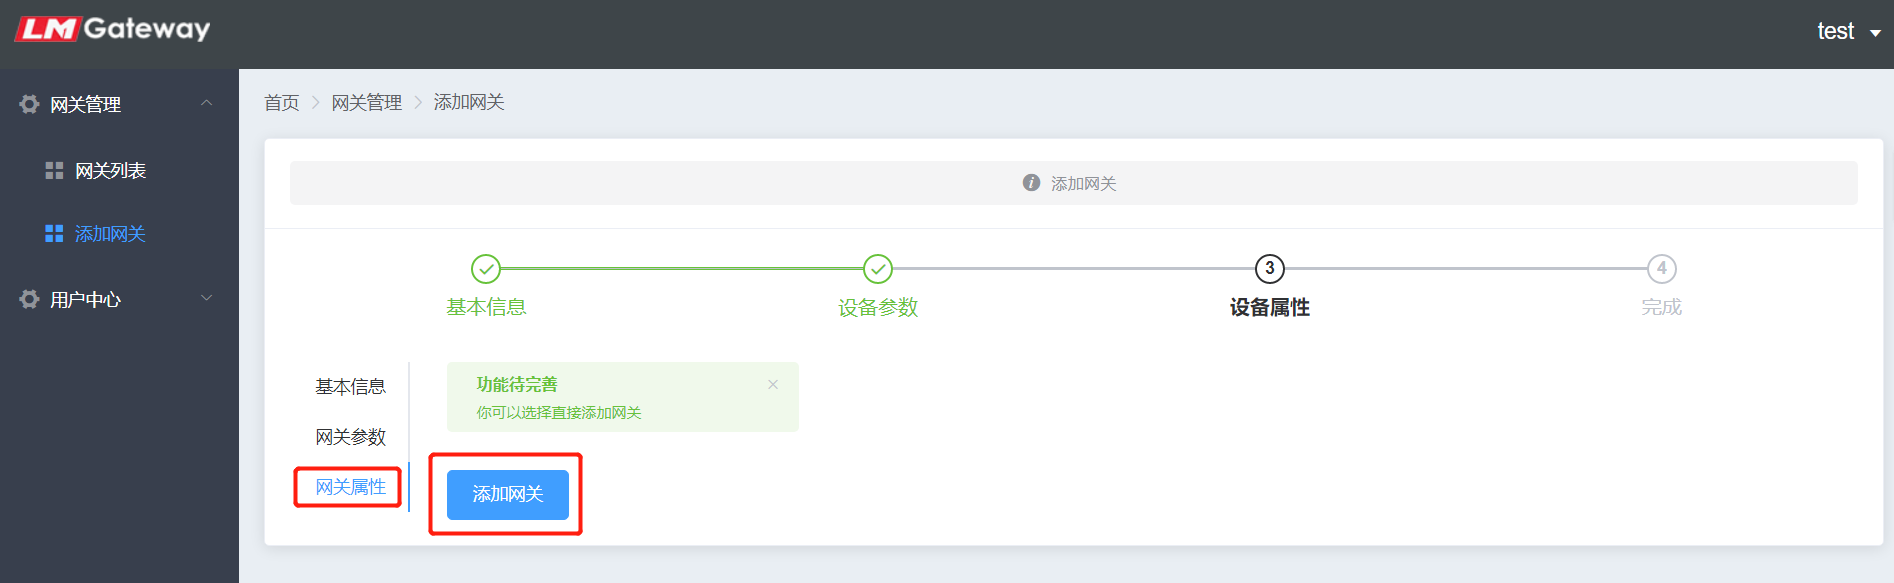 LM Gateway
test
网关管理
网关列表
添加网关
用户中心
首页 > 网关管理 > 添加网关
添加网关
基本信息
设备参数
3
设备属性
4
完成
基本信息
网关参数
网关属性
功能待完善
你可以选择直接添加网关
添加网关